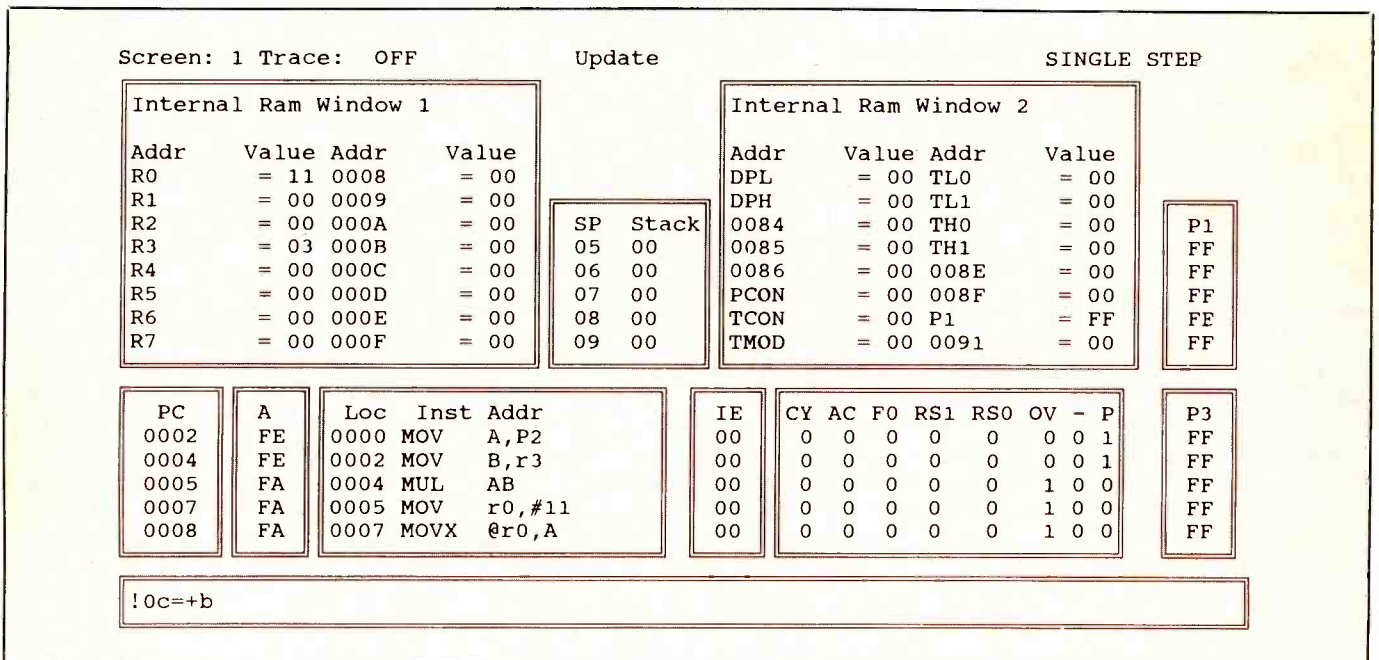 Screen: 1 Trace: OFF Update SINGLE STEP
Internal Ram Window 1
Addr Value Addr Value
R0 = 11 0008 = 00
R1 = 00 0009 = 00
R2 = 00 000A = 00
R3 = 03 000B = 00
R4 = 00 000C = 00
R5 = 00 000D = 00
R6 = 00 000E = 00
R7 = 00 000F = 00
SP Stack
05 00
06 00
07 00
08 00
09 00
Internal Ram Window 2
Addr Value Addr Value
DPL = 00 TL0 = 00
DPH = 00 TL1 = 00
0084 = 00 TH0 = 00
0085 = 00 TH1 = 00
0086 = 00 008E = 00
PCON = 00 008F = 00
TCON = 00 P1 = FF
TMOD = 00 0091 = 00
P1
FF
FF
FF
FF
FF
PC
0002
0004
0005
0007
0008
A
FE
FE
FA
FA
FA
Loc Inst Addr
0000 MOV A,P2
0002 MOV B,r3
0004 MUL AB
0005 MOV r0,#11
0007 MOVX @r0,A
IE
00
00
00
00
00
CY AC F0 RS1 RS0 OV - P
0 0 0 0 0 0 0 1
0 0 0 0 0 0 0 1
0 0 0 0 0 1 0 0
0 0 0 0 0 1 0 0
0 0 0 0 0 1 0 0
P3
FF
FF
FF
FF
FF
!0c=+b